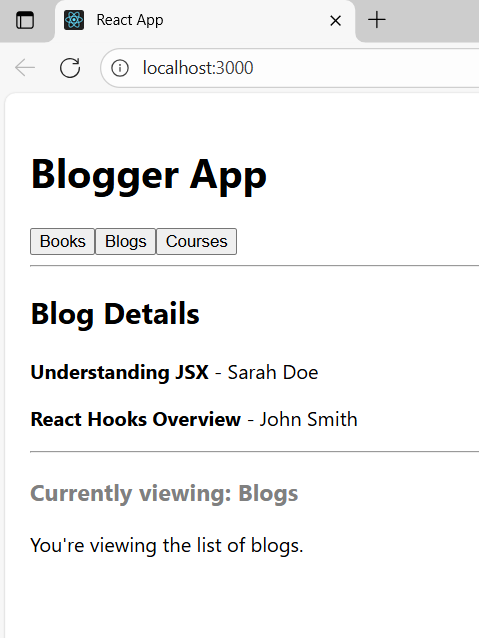 React App
localhost:3000
Blogger App
Books Blogs Courses
Blog Details
Understanding JSX - Sarah Doe
React Hooks Overview - John Smith
Currently viewing: Blogs
You're viewing the list of blogs.